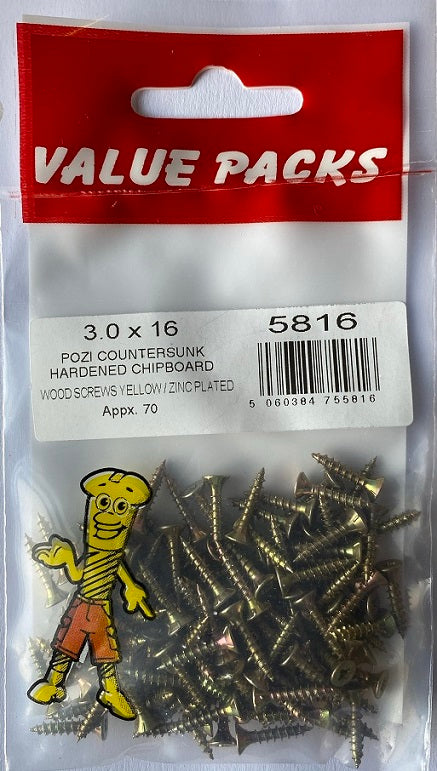 VALUE PACKS
3.0 x 16
POZI COUNTERSUNK
HARDENED CHIPBOARD
WOOD SCREWS YELLOW / ZINC PLATED
Appx. 70
5816
5 060384 755816